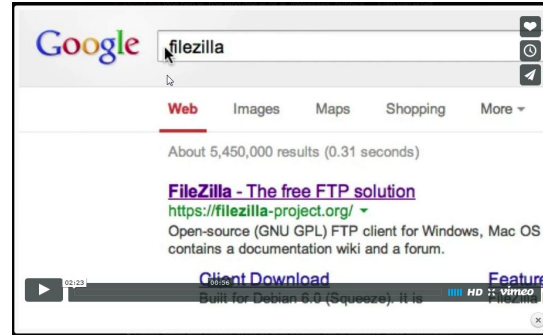 Google
filezilla
Web Images Maps Shopping More
About 5,450,000 results (0.31 seconds)
FileZilla - The free FTP solution
https://filezilla-project.org/
Open-source (GNU GPL) FTP client for Windows, Mac OS
contains a documentation wiki and a forum.
Client Download Feature
Built for Debian 6.0 (Squeeze). It is FileZilla
02:23 00:56 HD vimeo